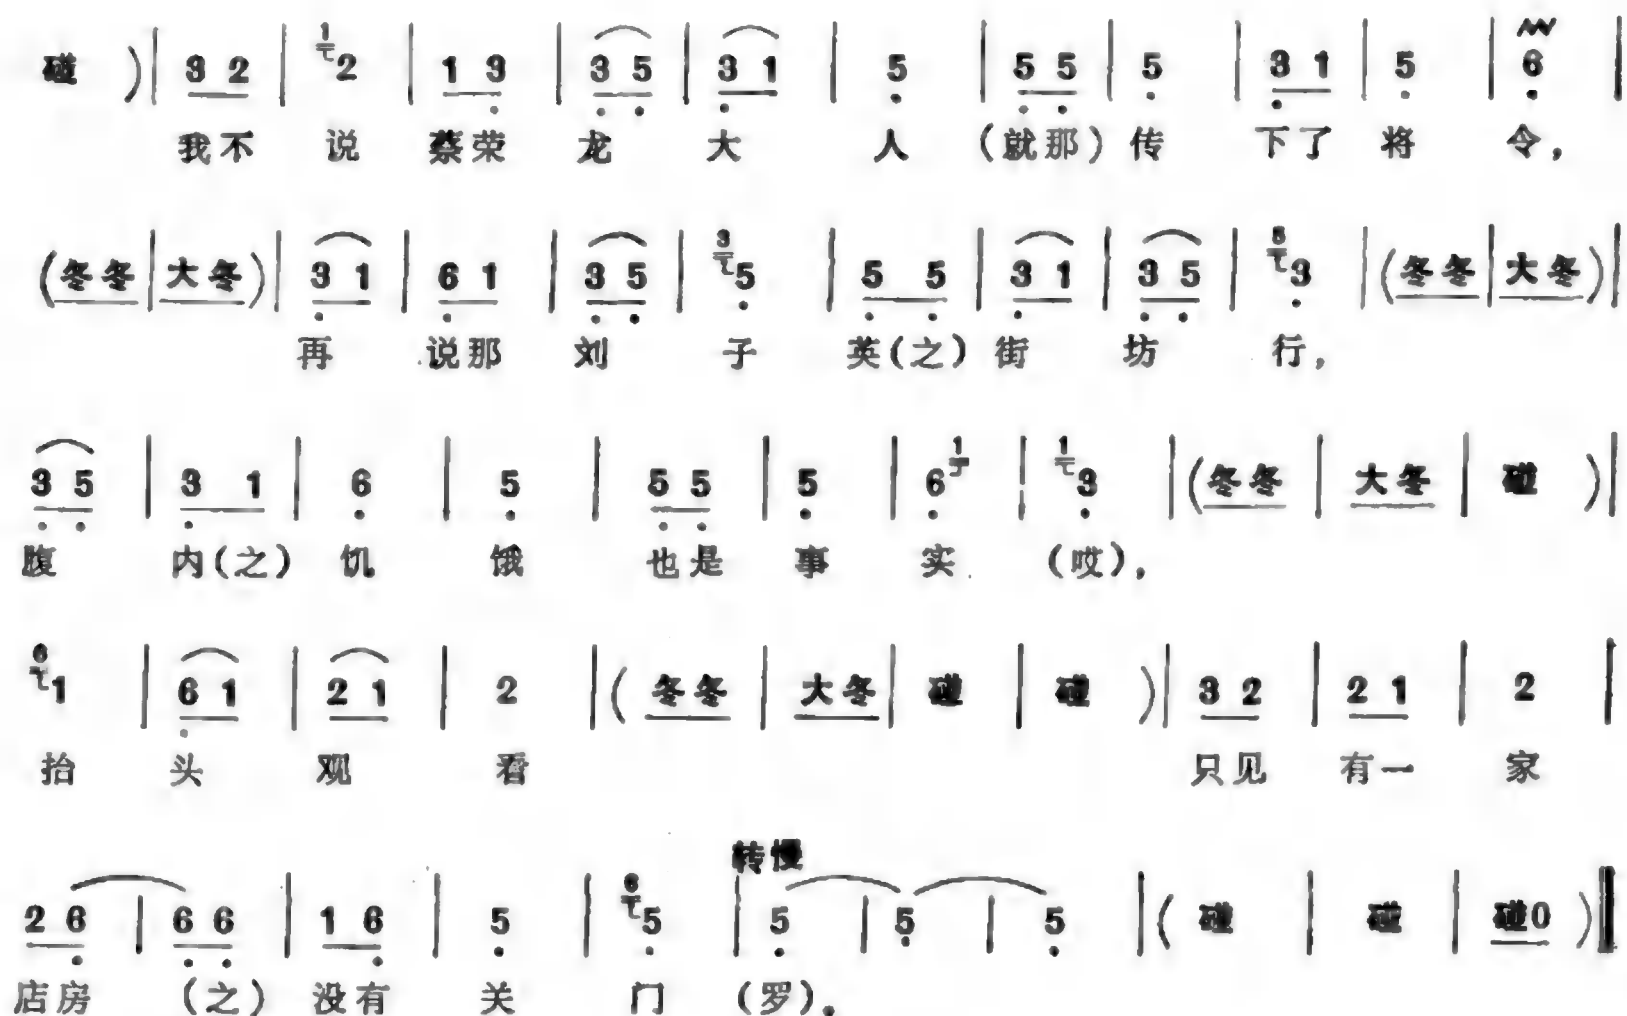 碰 )| 3 2 | 1 2 | 1 3 | 3 5 | 3 1 | 5 | 5 5 | 5 | 3 1 | 5 | 6 |
我不 说 蔡荣 龙 大 人 (就那) 传 下了 将 令,
(冬冬 | 大冬)| 3 1 | 6 1 | 3 5 | 3 5 | 5 5 | 3 1 | 3 5 | 5 3 |(冬冬 | 大冬)|
再 说那 刘 子 英(之) 街 坊 行,
3 5 | 3 1 | 6 | 5 | 5 5 | 5 | 6 1 | 1 3 |(冬冬 | 大冬 | 碰 )|
腹 内(之) 饥 饿 也是 事 实 (哎),
6 1 | 6 1 | 2 1 | 2 |( 冬冬 | 大冬 | 碰 | 碰 )| 3 2 | 2 1 | 2 |
抬 头 观 看 只见 有一 家
转慢
2 6 | 6 6 | 1 6 | 5 | 6 5 | 5 | 5 | 5 |( 碰 | 碰 | 碰0 )‖
店房 (之) 没有 关 门 (罗)。